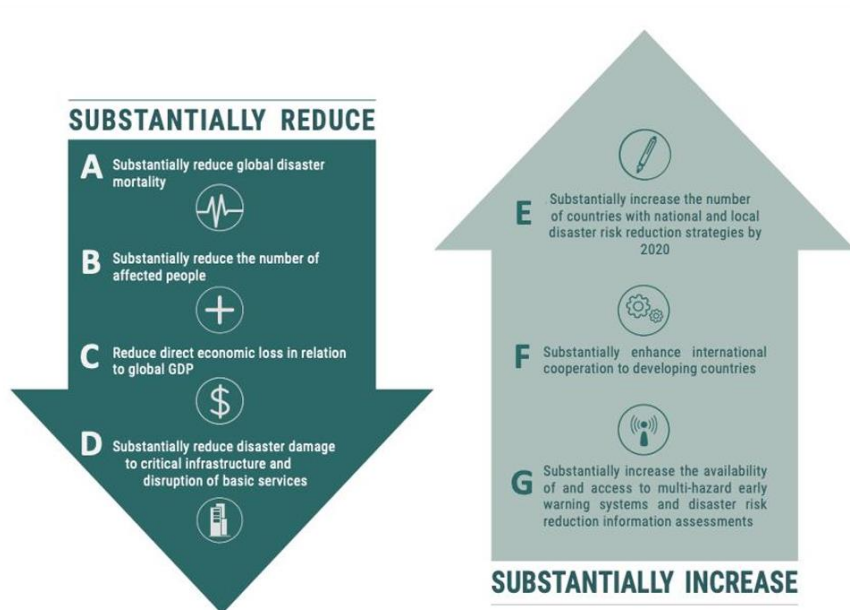 SUBSTANTIALLY REDUCE
A Substantially reduce global disaster
mortality
B Substantially reduce the number of
affected people
C Reduce direct economic loss in relation
to global GDP
$
D Substantially reduce disaster damage
to critical infrastructure and
disruption of basic services
E Substantially increase the number
of countries with national and local
disaster risk reduction strategies by
2020
F Substantially enhance international
cooperation to developing countries
G Substantially increase the availability
of and access to multi-hazard early
warning systems and disaster risk
reduction information assessments
SUBSTANTIALLY INCREASE